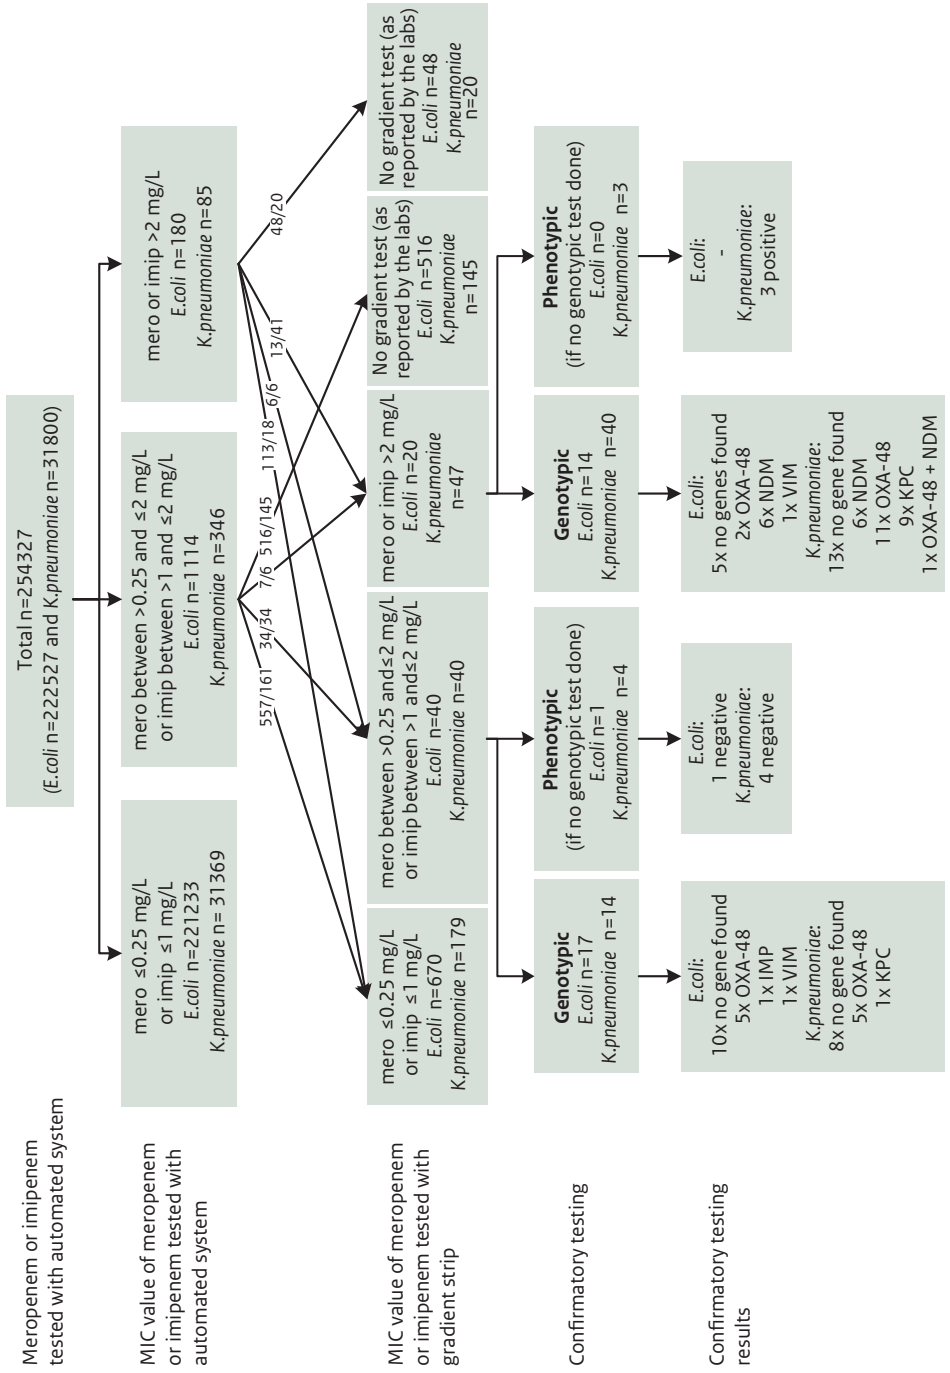 Meropenem or imipenem
tested with automated system
Total n=254327
(E.coli n=222527 and K.pneumoniae n=31800)
MIC value of meropenem
or imipenem tested with
automated system
mero ≤0.25 mg/L
or imip ≤1 mg/L
E.coli n=221233
K.pneumoniae n= 31369
mero between >0.25 and ≤2 mg/L
or imip between >1 and ≤2 mg/L
E.coli n=1114
K.pneumoniae n=346
mero or imip >2 mg/L
E.coli n=180
K.pneumoniae n=85
557/161
34/34
7/6
516/145
113/18
6/6
13/41
48/20
MIC value of meropenem
or imipenem tested with
gradient strip
mero ≤0.25 mg/L
or imip ≤1 mg/L
E.coli n=670
K.pneumoniae n=179
mero between >0.25 and≤2 mg/L
or imip between >1 and≤2 mg/L
E.coli n=40
K.pneumoniae n=40
mero or imip >2 mg/L
E.coli n=20
K.pneumoniae
n=47
No gradient test (as
reported by the labs)
E.coli n=516
K.pneumoniae
n=145
No gradient test (as
reported by the labs)
E.coli n=48
K.pneumoniae
n=20
Confirmatory testing
Genotypic
E.coli n=17
K.pneumoniae n=14
Phenotypic
(if no genotypic test done)
E.coli n=1
K.pneumoniae n=4
Genotypic
E.coli n=14
K.pneumoniae n=40
Phenotypic
(if no genotypic test done)
E.coli n=0
K.pneumoniae n=3
Confirmatory testing
results
E.coli:
10x no gene found
5x OXA-48
1x IMP
1x VIM
K.pneumoniae:
8x no gene found
5x OXA-48
1x KPC
E.coli:
1 negative
K.pneumoniae:
4 negative
E.coli:
5x no genes found
2x OXA-48
6x NDM
1x VIM
K.pneumoniae:
13x no gene found
6x NDM
11x OXA-48
9x KPC
1x OXA-48 + NDM
E.coli:
-
K.pneumoniae:
3 positive